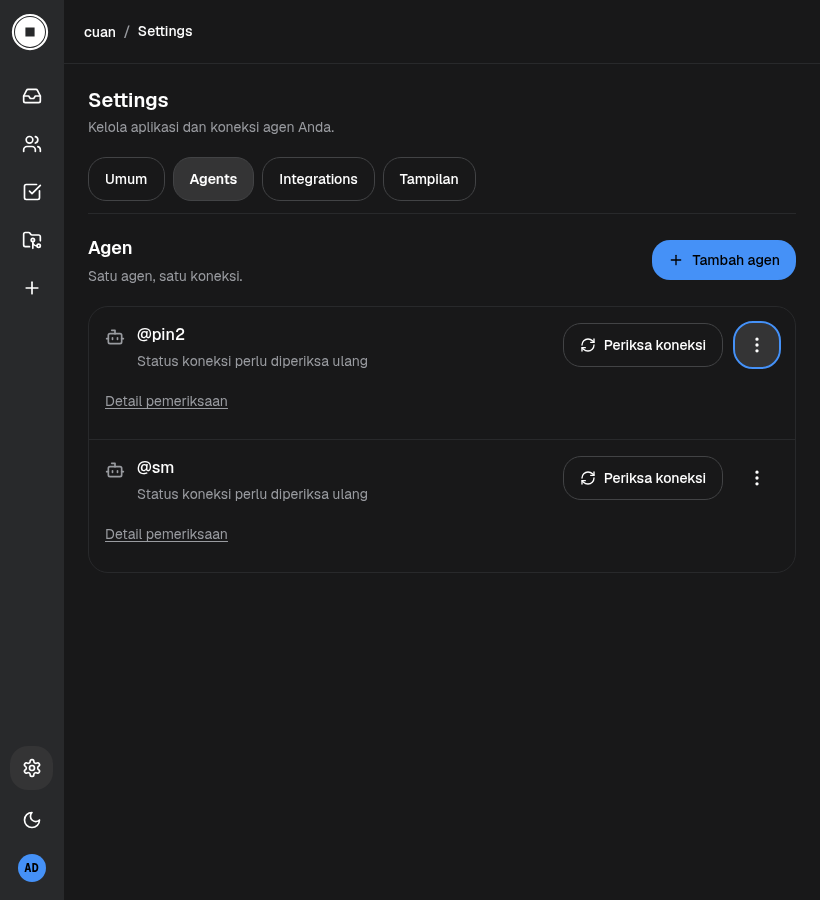 cuan / Settings
Settings
Kelola aplikasi dan koneksi agen Anda.
Umum Agents Integrations Tampilan
Agen
Satu agen, satu koneksi.
Tambah agen
@pin2
Status koneksi perlu diperiksa ulang
Periksa koneksi
Detail pemeriksaan
@sm
Status koneksi perlu diperiksa ulang
Periksa koneksi
Detail pemeriksaan
AD